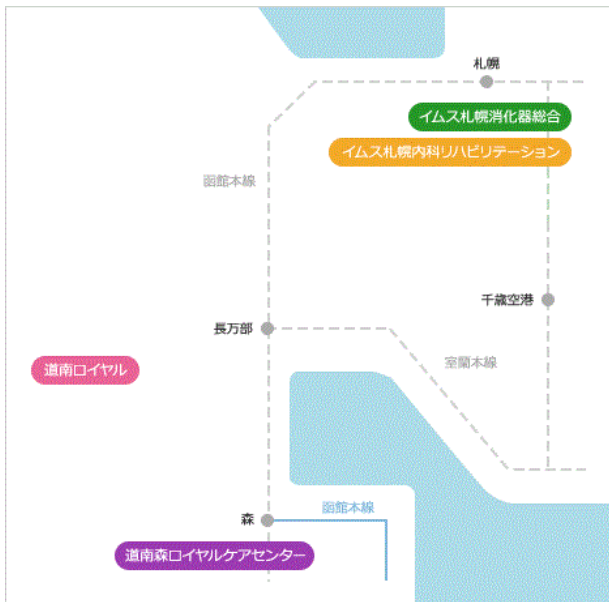 札幌
イムス札幌消化器総合
イムス札幌内科リハビリテーション
函館本線
千歳空港
長万部
室蘭本線
道南ロイヤル
函館本線
森
道南森ロイヤルケアセンター